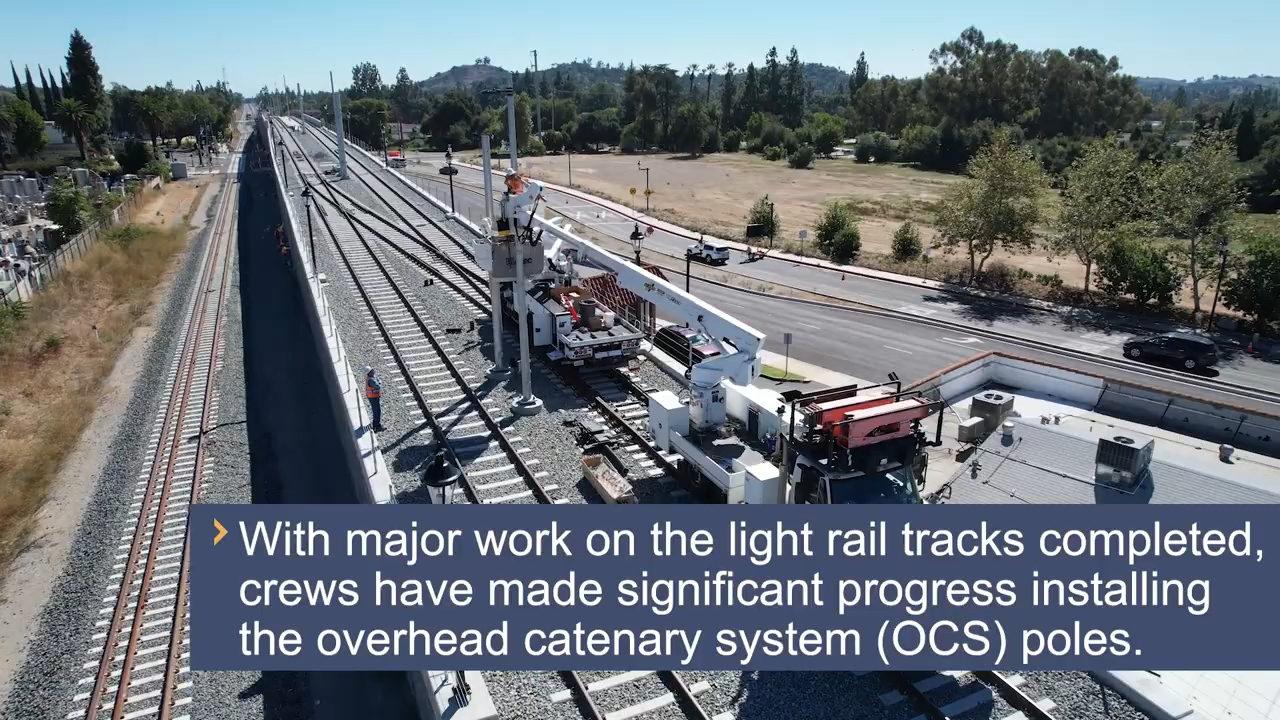 With major work on the light rail tracks completed,
crews have made significant progress installing
the overhead catenary system (OCS) poles.